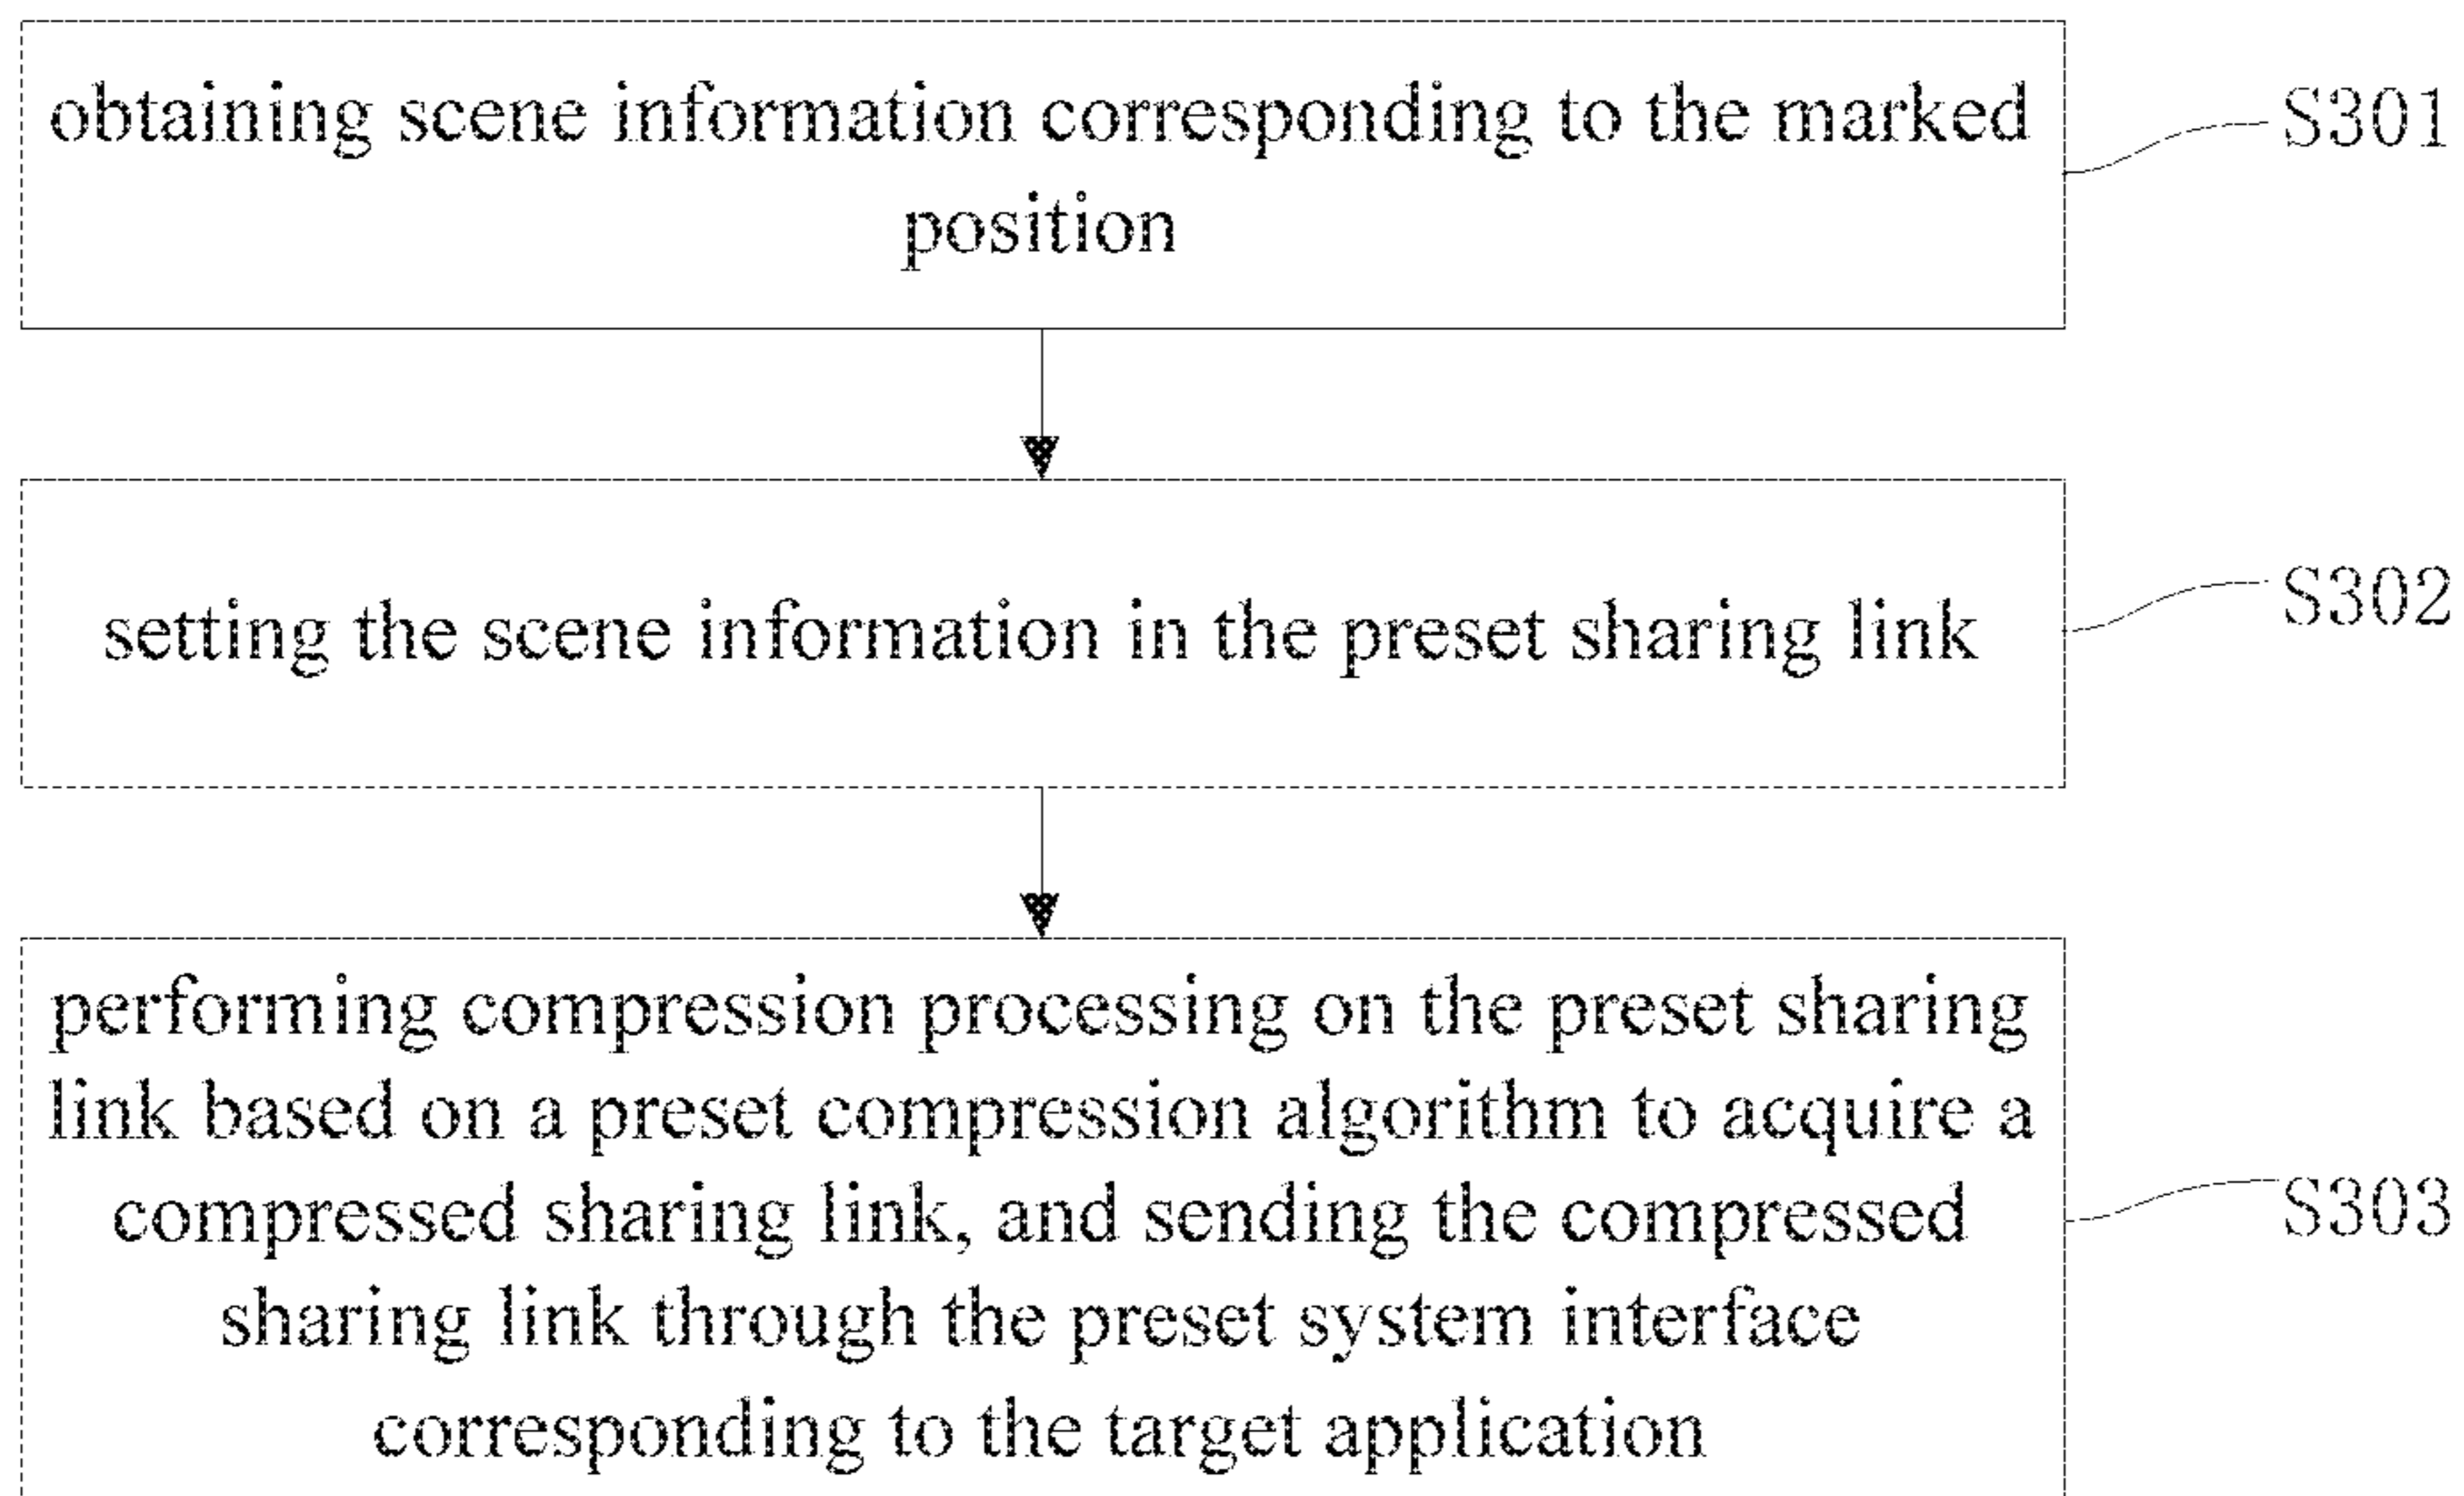 obtaining scene information corresponding to the marked
position
S301
setting the scene information in the preset sharing link
S302
performing compression processing on the preset sharing
link based on a preset compression algorithm to acquire a
compressed sharing link, and sending the compressed
sharing link through the preset system interface
corresponding to the target application
S303